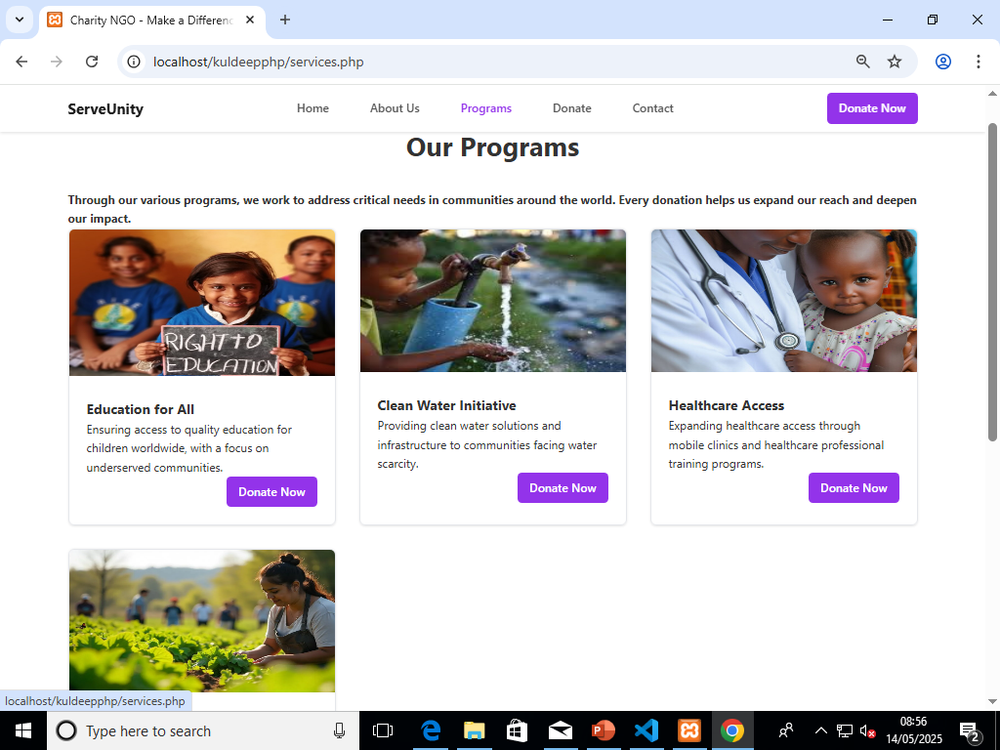 Charity NGO - Make a Differenc
localhost/kuldeepphp/services.php
ServeUnity
Home
About Us
Programs
Donate
Contact
Donate Now
Our Programs
Through our various programs, we work to address critical needs in communities around the world. Every donation helps us expand our reach and deepen
our impact.
RIGHT TO
EDUCATION
Education for All
Ensuring access to quality education for
children worldwide, with a focus on
underserved communities.
Donate Now
Clean Water Initiative
Providing clean water solutions and
infrastructure to communities facing water
scarcity.
Donate Now
Healthcare Access
Expanding healthcare access through
mobile clinics and healthcare professional
training programs.
Donate Now
localhost/kuldeepphp/services.php
Type here to search
08:56
14/05/2025
2